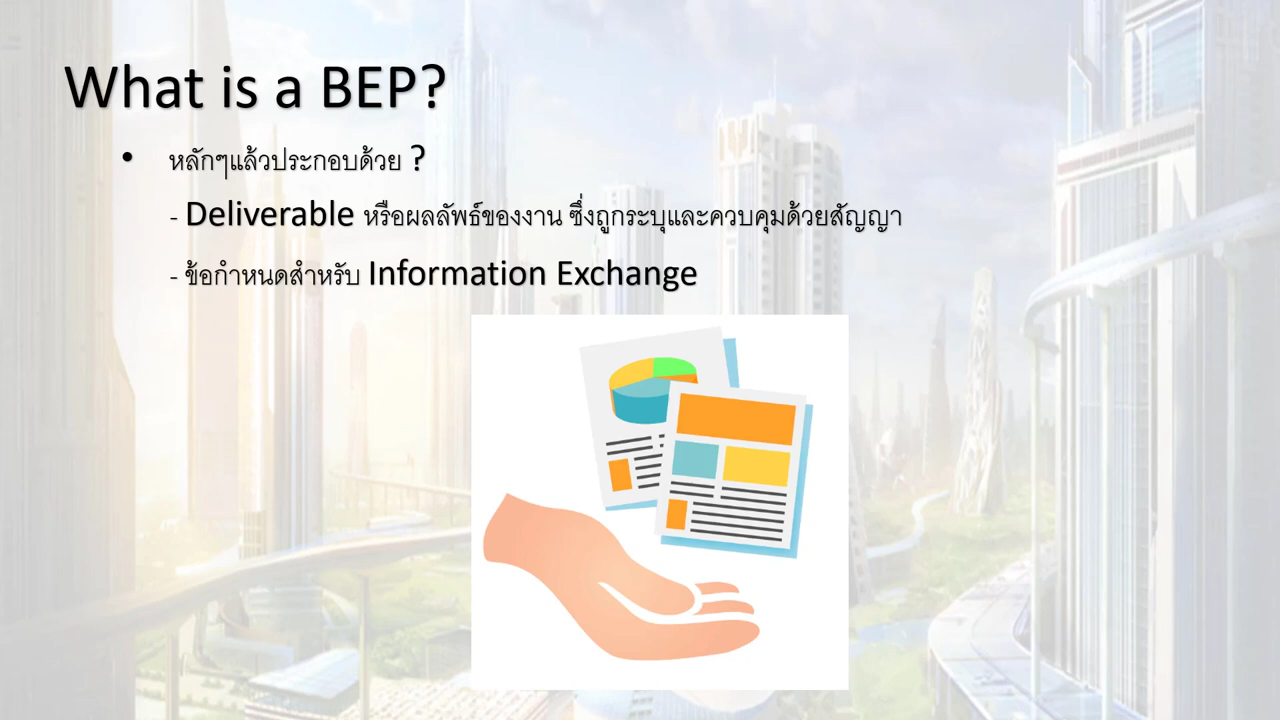 What is a BEP?
• หลักๆแล้วประกอบด้วย ?
- Deliverable หรือผลลัพธ์ของงาน ซึ่งถูกระบุและควบคุมด้วยสัญญา
- ข้อกำหนดสำหรับ Information Exchange